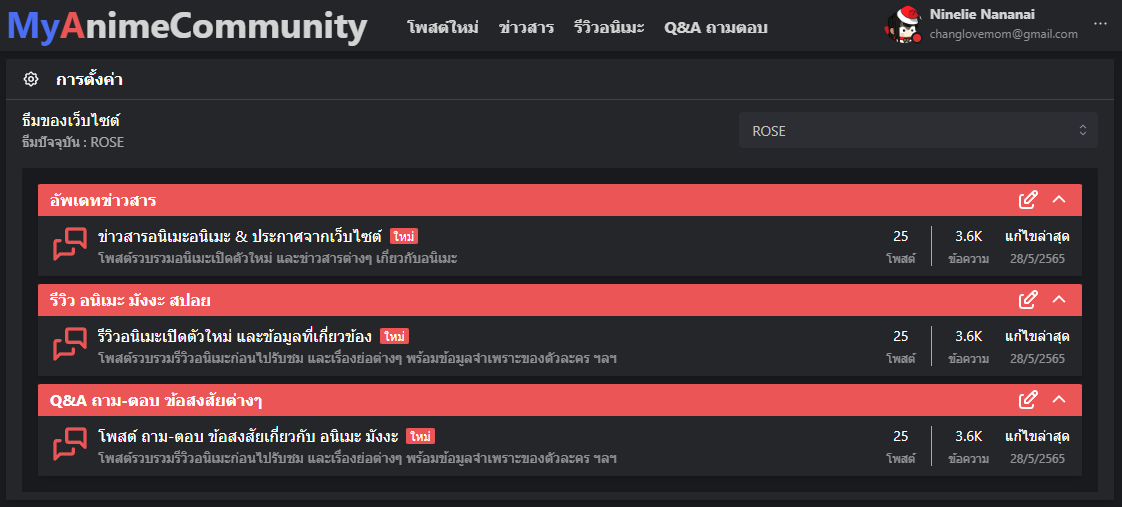 MyAnimeCommunity โพสต์ใหม่ ข่าวสาร รีวิวอนิเมะ Q&A ถามตอบ
Ninelie Nananai
changlovemom@gmail.com
การตั้งค่า
ธีมของเว็บไซต์
ธีมปัจจุบัน : ROSE
ROSE
อัพเดทข่าวสาร
ข่าวสารอนิเมะอนิเมะ & ประกาศจากเว็บไซต์ ใหม่ 25 3.6K แก้ไขล่าสุด
โพสต์รวบรวมอนิเมะเปิดตัวใหม่ และข่าวสารต่างๆ เกี่ยวกับอนิเมะ โพสต์ ข้อความ 28/5/2565
รีวิว อนิเมะ มังงะ สปอย
รีวิวอนิเมะเปิดตัวใหม่ และข้อมูลที่เกี่ยวข้อง ใหม่ 25 3.6K แก้ไขล่าสุด
โพสต์รวบรวมรีวิวอนิเมะก่อนไปรับชม และเรื่องย่อต่างๆ พร้อมข้อมูลจำเพราะของตัวละคร ฯลฯ โพสต์ ข้อความ 28/5/2565
Q&A ถาม-ตอบ ข้อสงสัยต่างๆ
โพสต์ ถาม-ตอบ ข้อสงสัยเกี่ยวกับ อนิเมะ มังงะ ใหม่ 25 3.6K แก้ไขล่าสุด
โพสต์รวบรวมรีวิวอนิเมะก่อนไปรับชม และเรื่องย่อต่างๆ พร้อมข้อมูลจำเพราะของตัวละคร ฯลฯ โพสต์ ข้อความ 28/5/2565